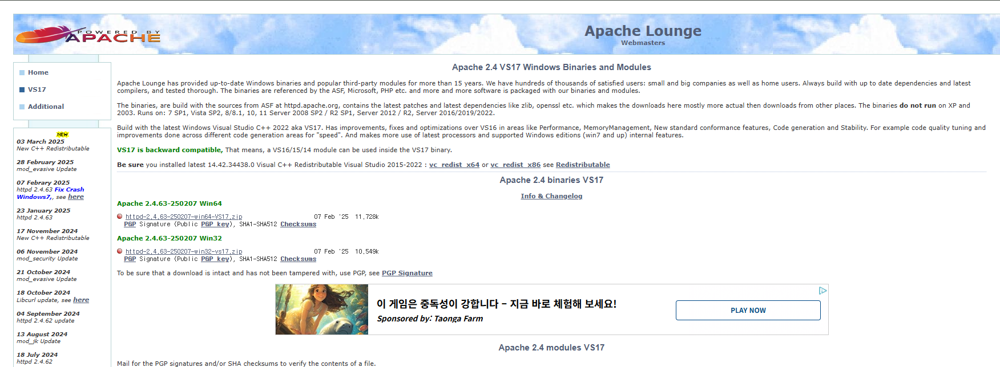 POWERED BY
APACHE
Apache Lounge
Webmasters
Home
VS17
Additional
NEW
03 March 2025
New C++ Redistributable
28 February 2025
mod_evasive Update
07 Febrary 2025
httpd 2.4.63 Fix Crash
Windows7,, see here
23 January 2025
httpd 2.4.63
17 November 2024
New C++ Redistributable
06 November 2024
mod_security Update
21 October 2024
mod_evasive Update
18 October 2024
Libcurl update, see here
04 September 2024
httpd 2.4.62 update
13 August 2024
mod_jk Update
18 July 2024
httpd 2.4.62
Apache 2.4 VS17 Windows Binaries and Modules
Apache Lounge has provided up-to-date Windows binaries and popular third-party modules for more than 15 years. We have hundreds of thousands of satisfied users: small and big companies as well as home users. Always build with up to date dependencies and latest
compilers, and tested thorough. The binaries are referenced by the ASF, Microsoft, PHP etc. and more and more software is packaged with our binaries and modules.
The binaries, are build with the sources from ASF at httpd.apache.org, contains the latest patches and latest dependencies like zlib, openssl etc. which makes the downloads here mostly more actual then downloads from other places. The binaries do not run on XP and
2003. Runs on: 7 SP1, Vista SP2, 8/8.1, 10, 11 Server 2008 SP2 / R2 SP1, Server 2012 / R2, Server 2016/2019/2022.
Build with the latest Windows Visual Studio C++ 2022 aka VS17. Has improvements, fixes and optimizations over VS16 in areas like Performance, MemoryManagement, New standard conformance features, Code generation and Stability. For example code quality tuning and
improvements done across different code generation areas for "speed". And makes more use of latest processors and supported Windows editions (win7 and up) internal features.
VS17 is backward compatible, That means, a VS16/15/14 module can be used inside the VS17 binary.
Be sure you installed latest 14.42.34438.0 Visual C++ Redistributable Visual Studio 2015-2022 : vc_redist_x64 or vc_redist_x86 see Redistributable
Apache 2.4 binaries VS17
Info & Changelog
Apache 2.4.63-250207 Win64
httpd-2.4.63-250207-win64-VS17.zip 07 Feb '25 11.728k
PGP Signature (Public PGP key), SHA1-SHA512 Checksums
Apache 2.4.63-250207 Win32
httpd-2.4.63-250207-win32-vs17.zip 07 Feb '25 10.549k
PGP Signature (Public PGP key), SHA1-SHA512 Checksums
To be sure that a download is intact and has not been tampered with, use PGP, see PGP Signature
이 게임은 중독성이 강합니다 – 지금 바로 체험해 보세요!
Sponsored by: Taonga Farm
PLAY NOW
Apache 2.4 modules VS17
Mail for the PGP signatures and/or SHA checksums to verify the contents of a file.